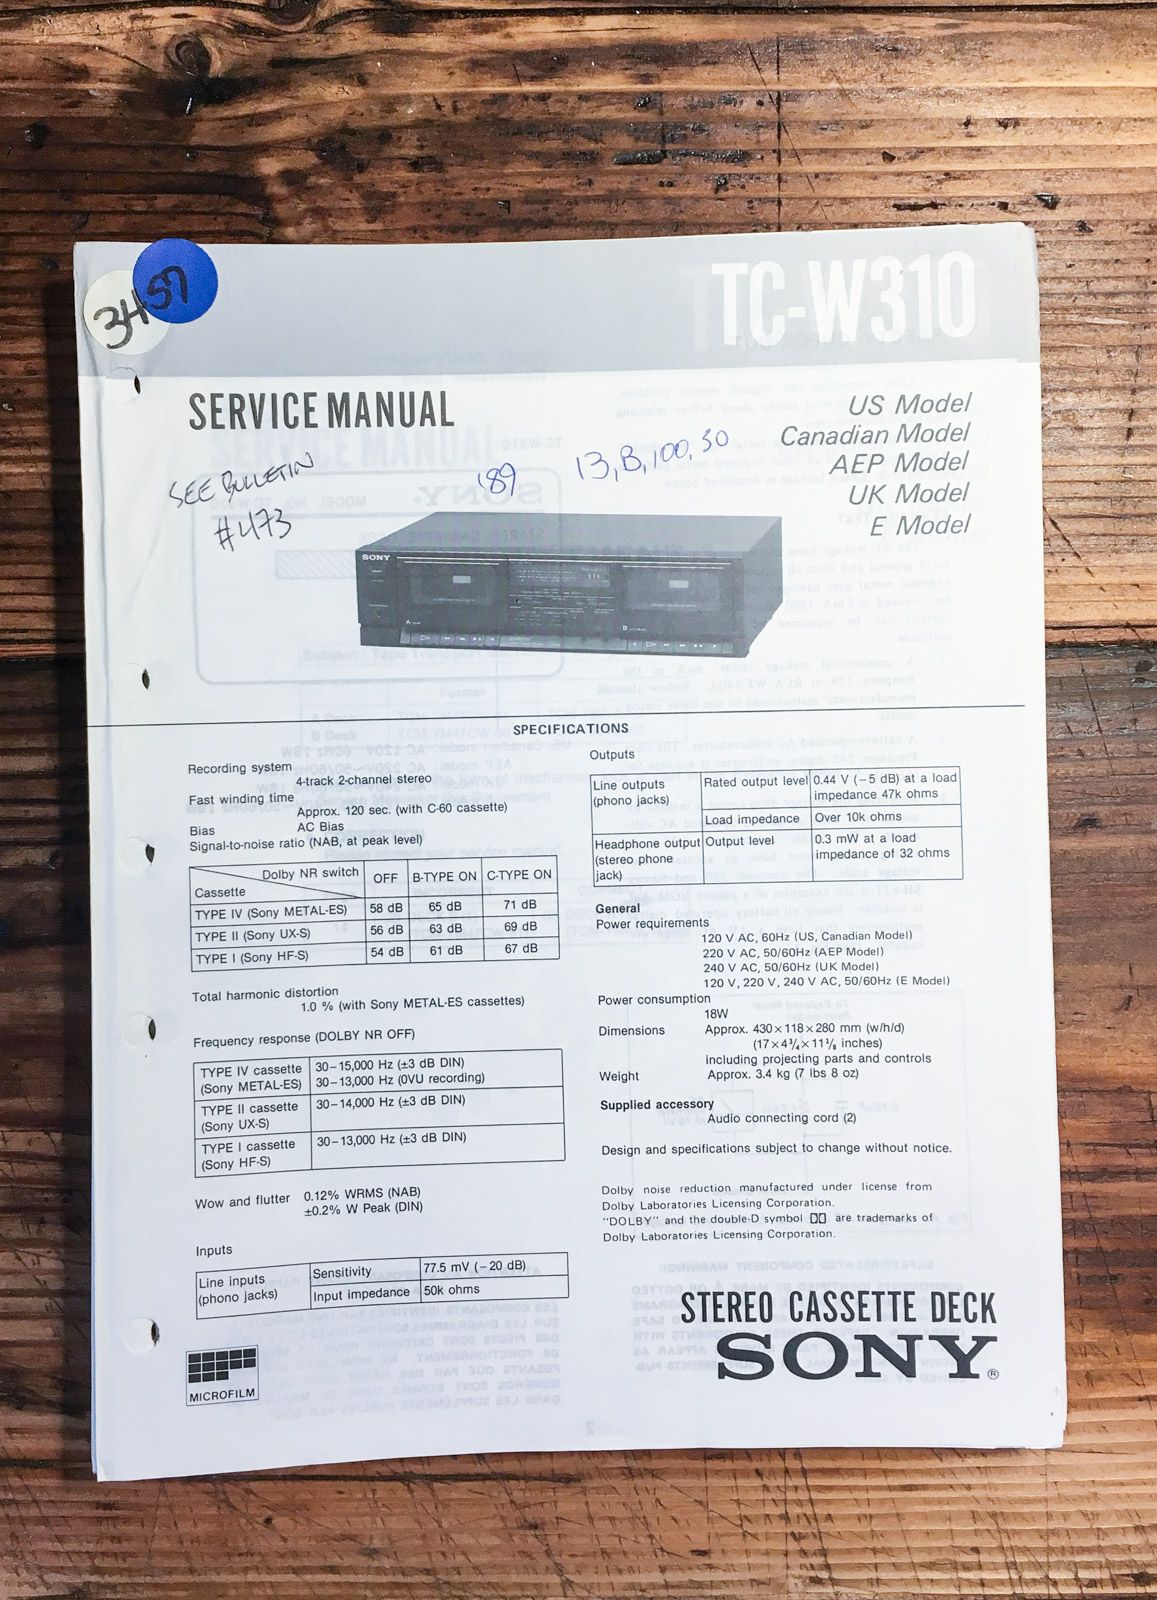 3H57
TC-W310
SERVICE MANUAL
US Model
Canadian Model
AEP Model
UK Model
E Model
SEE BULLETIN
#473
'89
13, B, 100, 30
SONY
SPECIFICATIONS
Recording system
4-track 2-channel stereo
Fast winding time
Approx. 120 sec. (with C-60 cassette)
Bias AC Bias
Signal-to-noise ratio (NAB, at peak level)
Dolby NR switch OFF B-TYPE ON C-TYPE ON
Cassette
TYPE IV (Sony METAL-ES) 58 dB 65 dB 71 dB
TYPE II (Sony UX-S) 56 dB 63 dB 69 dB
TYPE I (Sony HF-S) 54 dB 61 dB 67 dB
Total harmonic distortion
1.0 % (with Sony METAL-ES cassettes)
Frequency response (DOLBY NR OFF)
TYPE IV cassette 30–15,000 Hz (±3 dB DIN)
(Sony METAL-ES) 30–13,000 Hz (0VU recording)
TYPE II cassette 30–14,000 Hz (±3 dB DIN)
(Sony UX-S)
TYPE I cassette 30–13,000 Hz (±3 dB DIN)
(Sony HF-S)
Wow and flutter 0.12% WRMS (NAB)
±0.2% W Peak (DIN)
Inputs
Line inputs Sensitivity 77.5 mV (−20 dB)
(phono jacks) Input impedance 50k ohms
MICROFILM
Outputs
Line outputs Rated output level 0.44 V (−5 dB) at a load
(phono jacks) impedance 47k ohms
Load impedance Over 10k ohms
Headphone output Output level 0.3 mW at a load
(stereo phone impedance of 32 ohms
jack)
General
Power requirements
120 V AC, 60Hz (US, Canadian Model)
220 V AC, 50/60Hz (AEP Model)
240 V AC, 50/60Hz (UK Model)
120 V, 220 V, 240 V AC, 50/60Hz (E Model)
Power consumption
18W
Dimensions Approx. 430×118×280 mm (w/h/d)
(17×4¾×11⅛ inches)
including projecting parts and controls
Weight Approx. 3.4 kg (7 lbs 8 oz)
Supplied accessory
Audio connecting cord (2)
Design and specifications subject to change without notice.
Dolby noise reduction manufactured under license from
Dolby Laboratories Licensing Corporation.
"DOLBY" and the double-D symbol are trademarks of
Dolby Laboratories Licensing Corporation.
STEREO CASSETTE DECK
SONY®